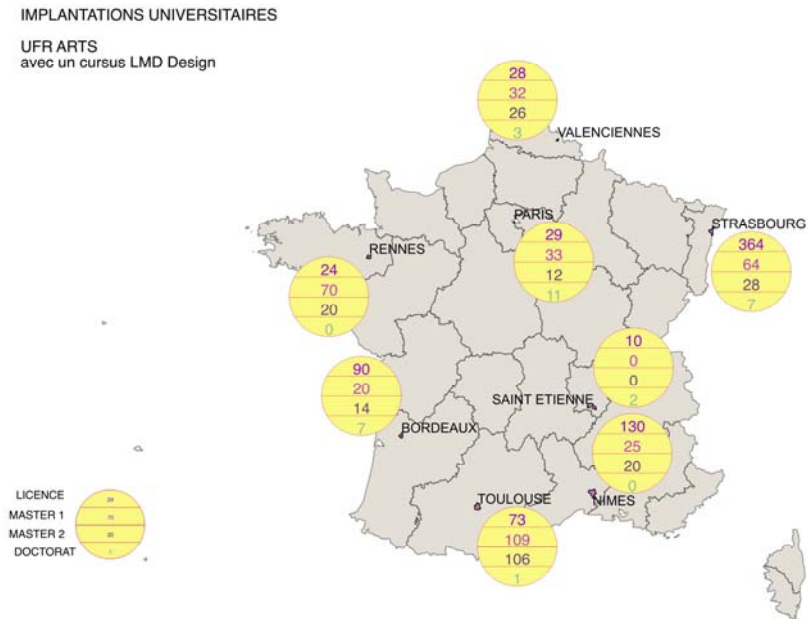 IMPLANTATIONS UNIVERSITAIRES
UFR ARTS
avec un cursus LMD Design
28
32
26
3
VALENCIENNES
PARIS
29
33
12
11
STRASBOURG
364
64
28
7
RENNES
24
70
20
0
10
0
0
2
SAINT ETIENNE
90
20
14
7
BORDEAUX
130
25
20
0
NIMES
TOULOUSE
73
109
106
1
LICENCE
MASTER 1
MASTER 2
DOCTORAT